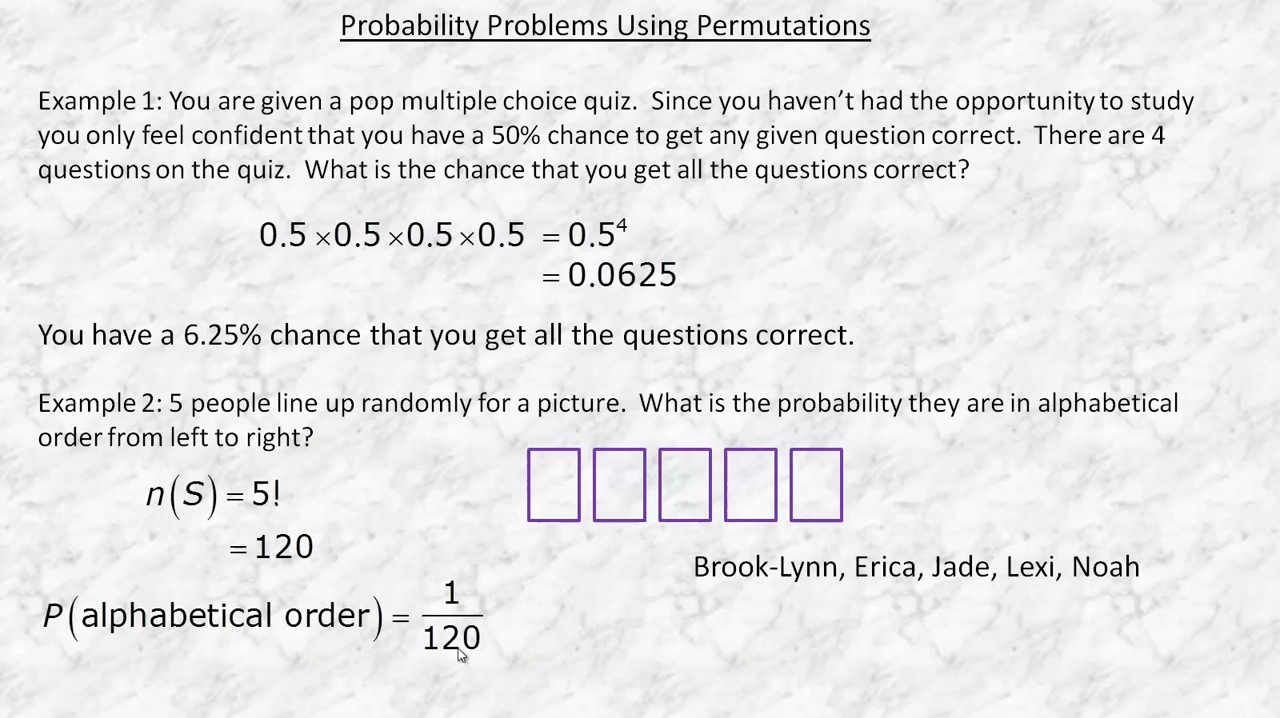 Probability Problems Using Permutations
Example 1: You are given a pop multiple choice quiz.  Since you haven't had the opportunity to study
you only feel confident that you have a 50% chance to get any given question correct.  There are 4
questions on the quiz.  What is the chance that you get all the questions correct?
0.5 ×0.5 ×0.5 ×0.5 = 0.5⁴
= 0.0625
You have a 6.25% chance that you get all the questions correct.
Example 2: 5 people line up randomly for a picture.  What is the probability they are in alphabetical
order from left to right?
n(S) = 5!
= 120
Brook-Lynn, Erica, Jade, Lexi, Noah
P(alphabetical order) = 1/120